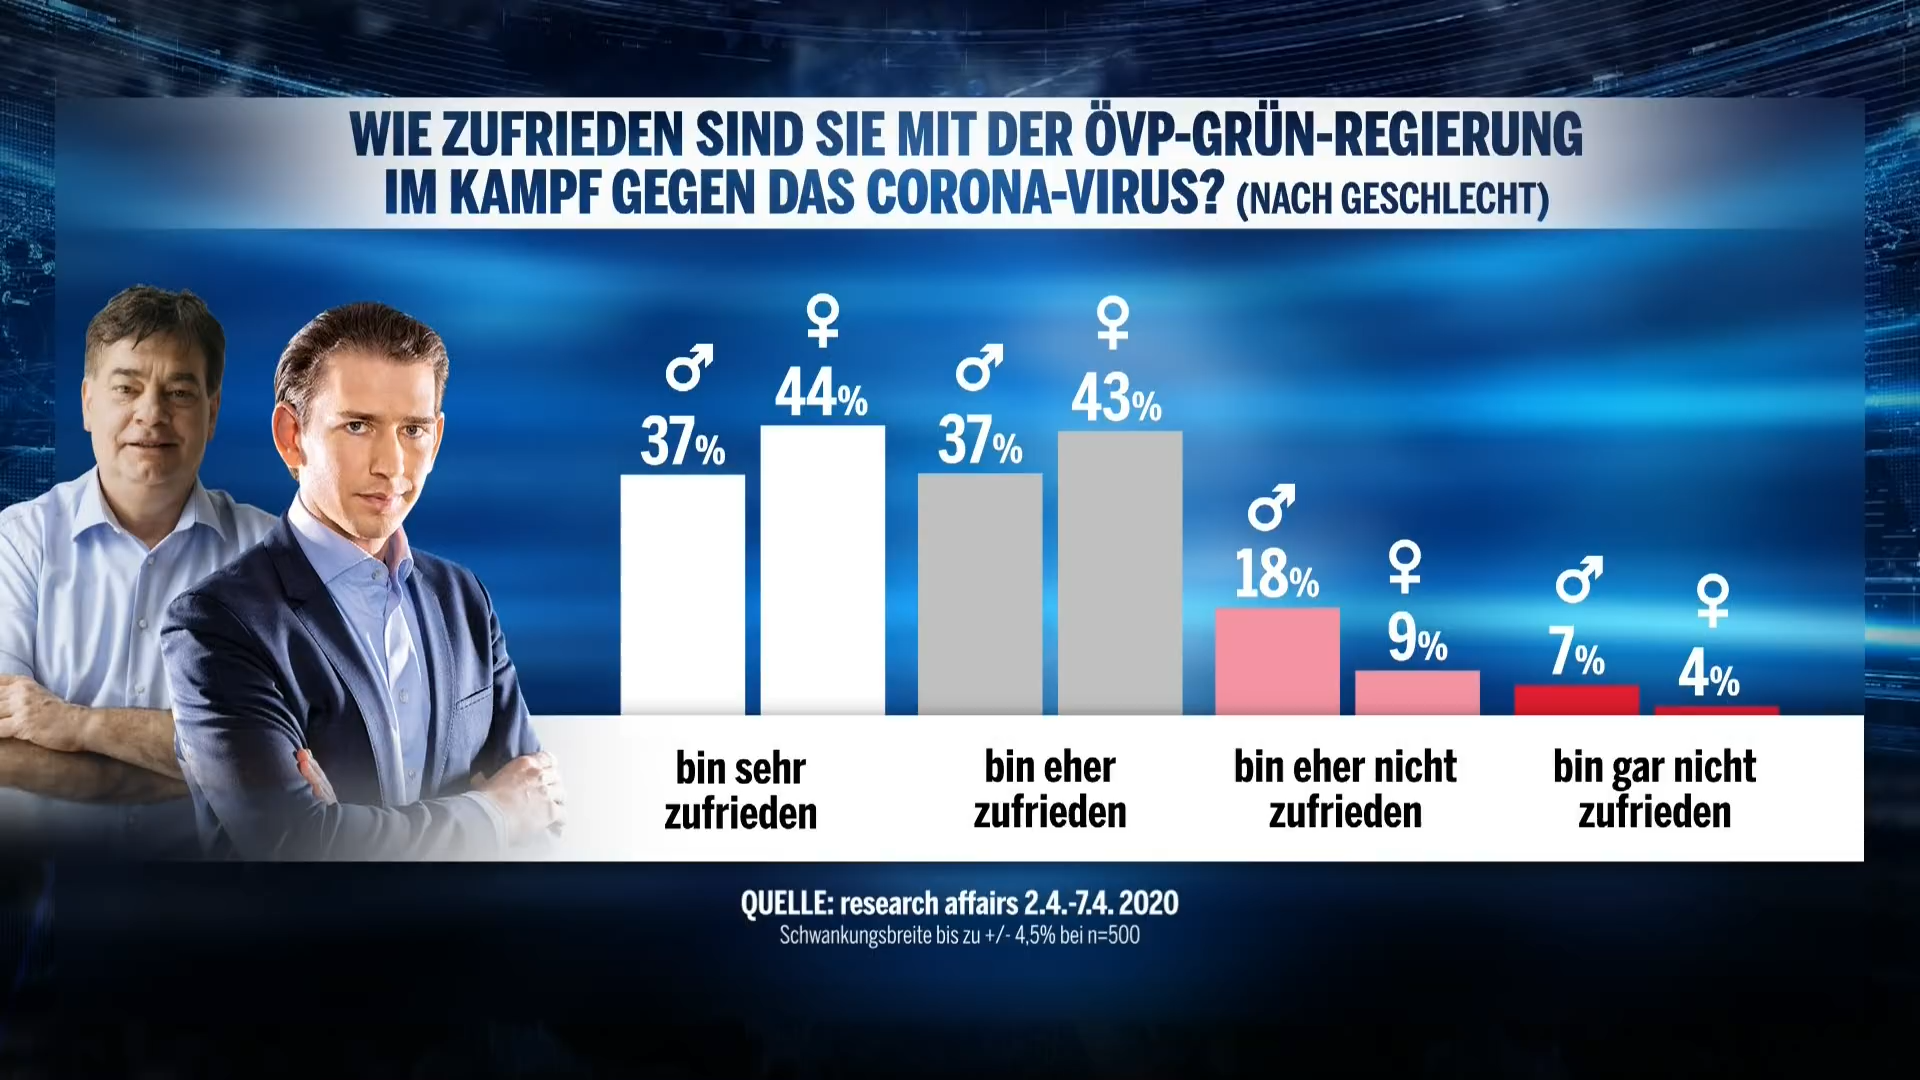 WIE ZUFRIEDEN SIND SIE MIT DER ÖVP-GRÜN-REGIERUNG
IM KAMPF GEGEN DAS CORONA-VIRUS? (NACH GESCHLECHT)
♂ ♀ ♂ ♀ ♂ ♀ ♂ ♀
37% 44% 37% 43% 18% 9% 7% 4%
bin sehr zufrieden
bin eher zufrieden
bin eher nicht zufrieden
bin gar nicht zufrieden
QUELLE: research affairs 2.4.-7.4. 2020
Schwankungsbreite bis zu +/- 4,5% bei n=500